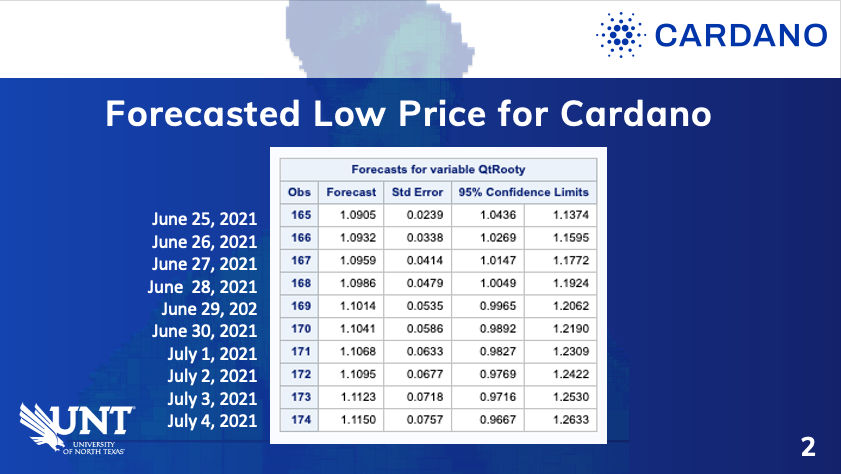 CARDANO
Forecasted Low Price for Cardano
Forecasts for variable QtRooty
Obs Forecast Std Error 95% Confidence Limits
June 25, 2021 165 1.0905 0.0239 1.0436 1.1374
June 26, 2021 166 1.0932 0.0338 1.0269 1.1595
June 27, 2021 167 1.0959 0.0414 1.0147 1.1772
June 28, 2021 168 1.0986 0.0479 1.0049 1.1924
June 29, 202 169 1.1014 0.0535 0.9965 1.2062
June 30, 2021 170 1.1041 0.0586 0.9892 1.2190
July 1, 2021 171 1.1068 0.0633 0.9827 1.2309
July 2, 2021 172 1.1095 0.0677 0.9769 1.2422
July 3, 2021 173 1.1123 0.0718 0.9716 1.2530
July 4, 2021 174 1.1150 0.0757 0.9667 1.2633
UNT
UNIVERSITY
OF NORTH TEXAS
2